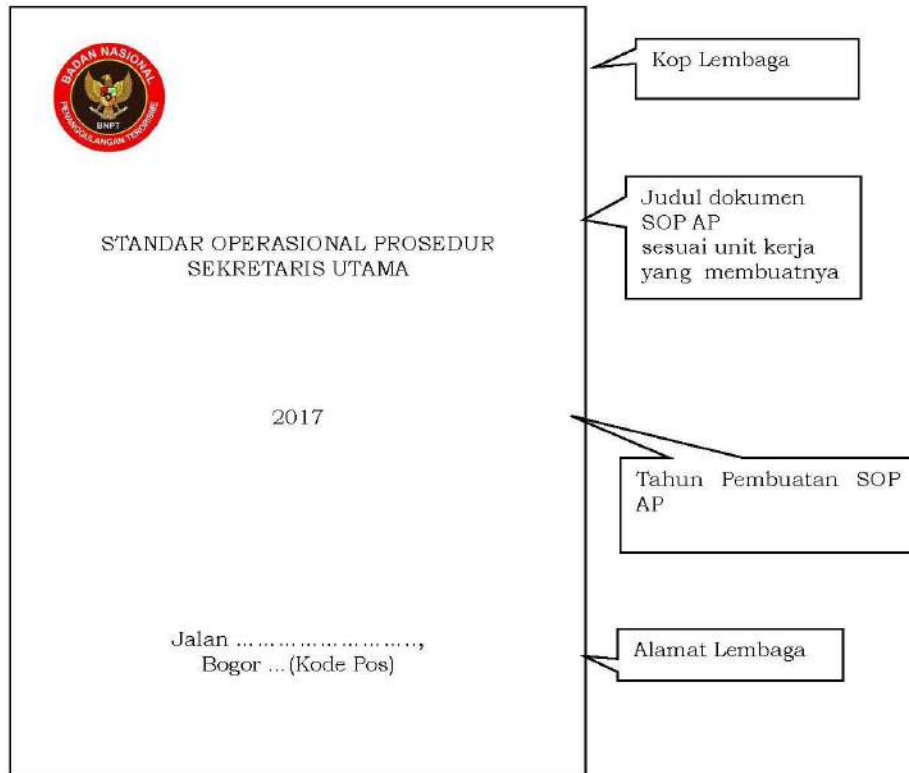 BADAN NASIONAL
PENANGGULANGAN TERORISME
BNPT
Kop Lembaga
STANDAR OPERASIONAL PROSEDUR
SEKRETARIS UTAMA
Judul dokumen
SOP AP
sesuai unit kerja
yang membuatnya
2017
Tahun Pembuatan SOP
AP
Jalan ..........................,
Bogor ... (Kode Pos)
Alamat Lembaga